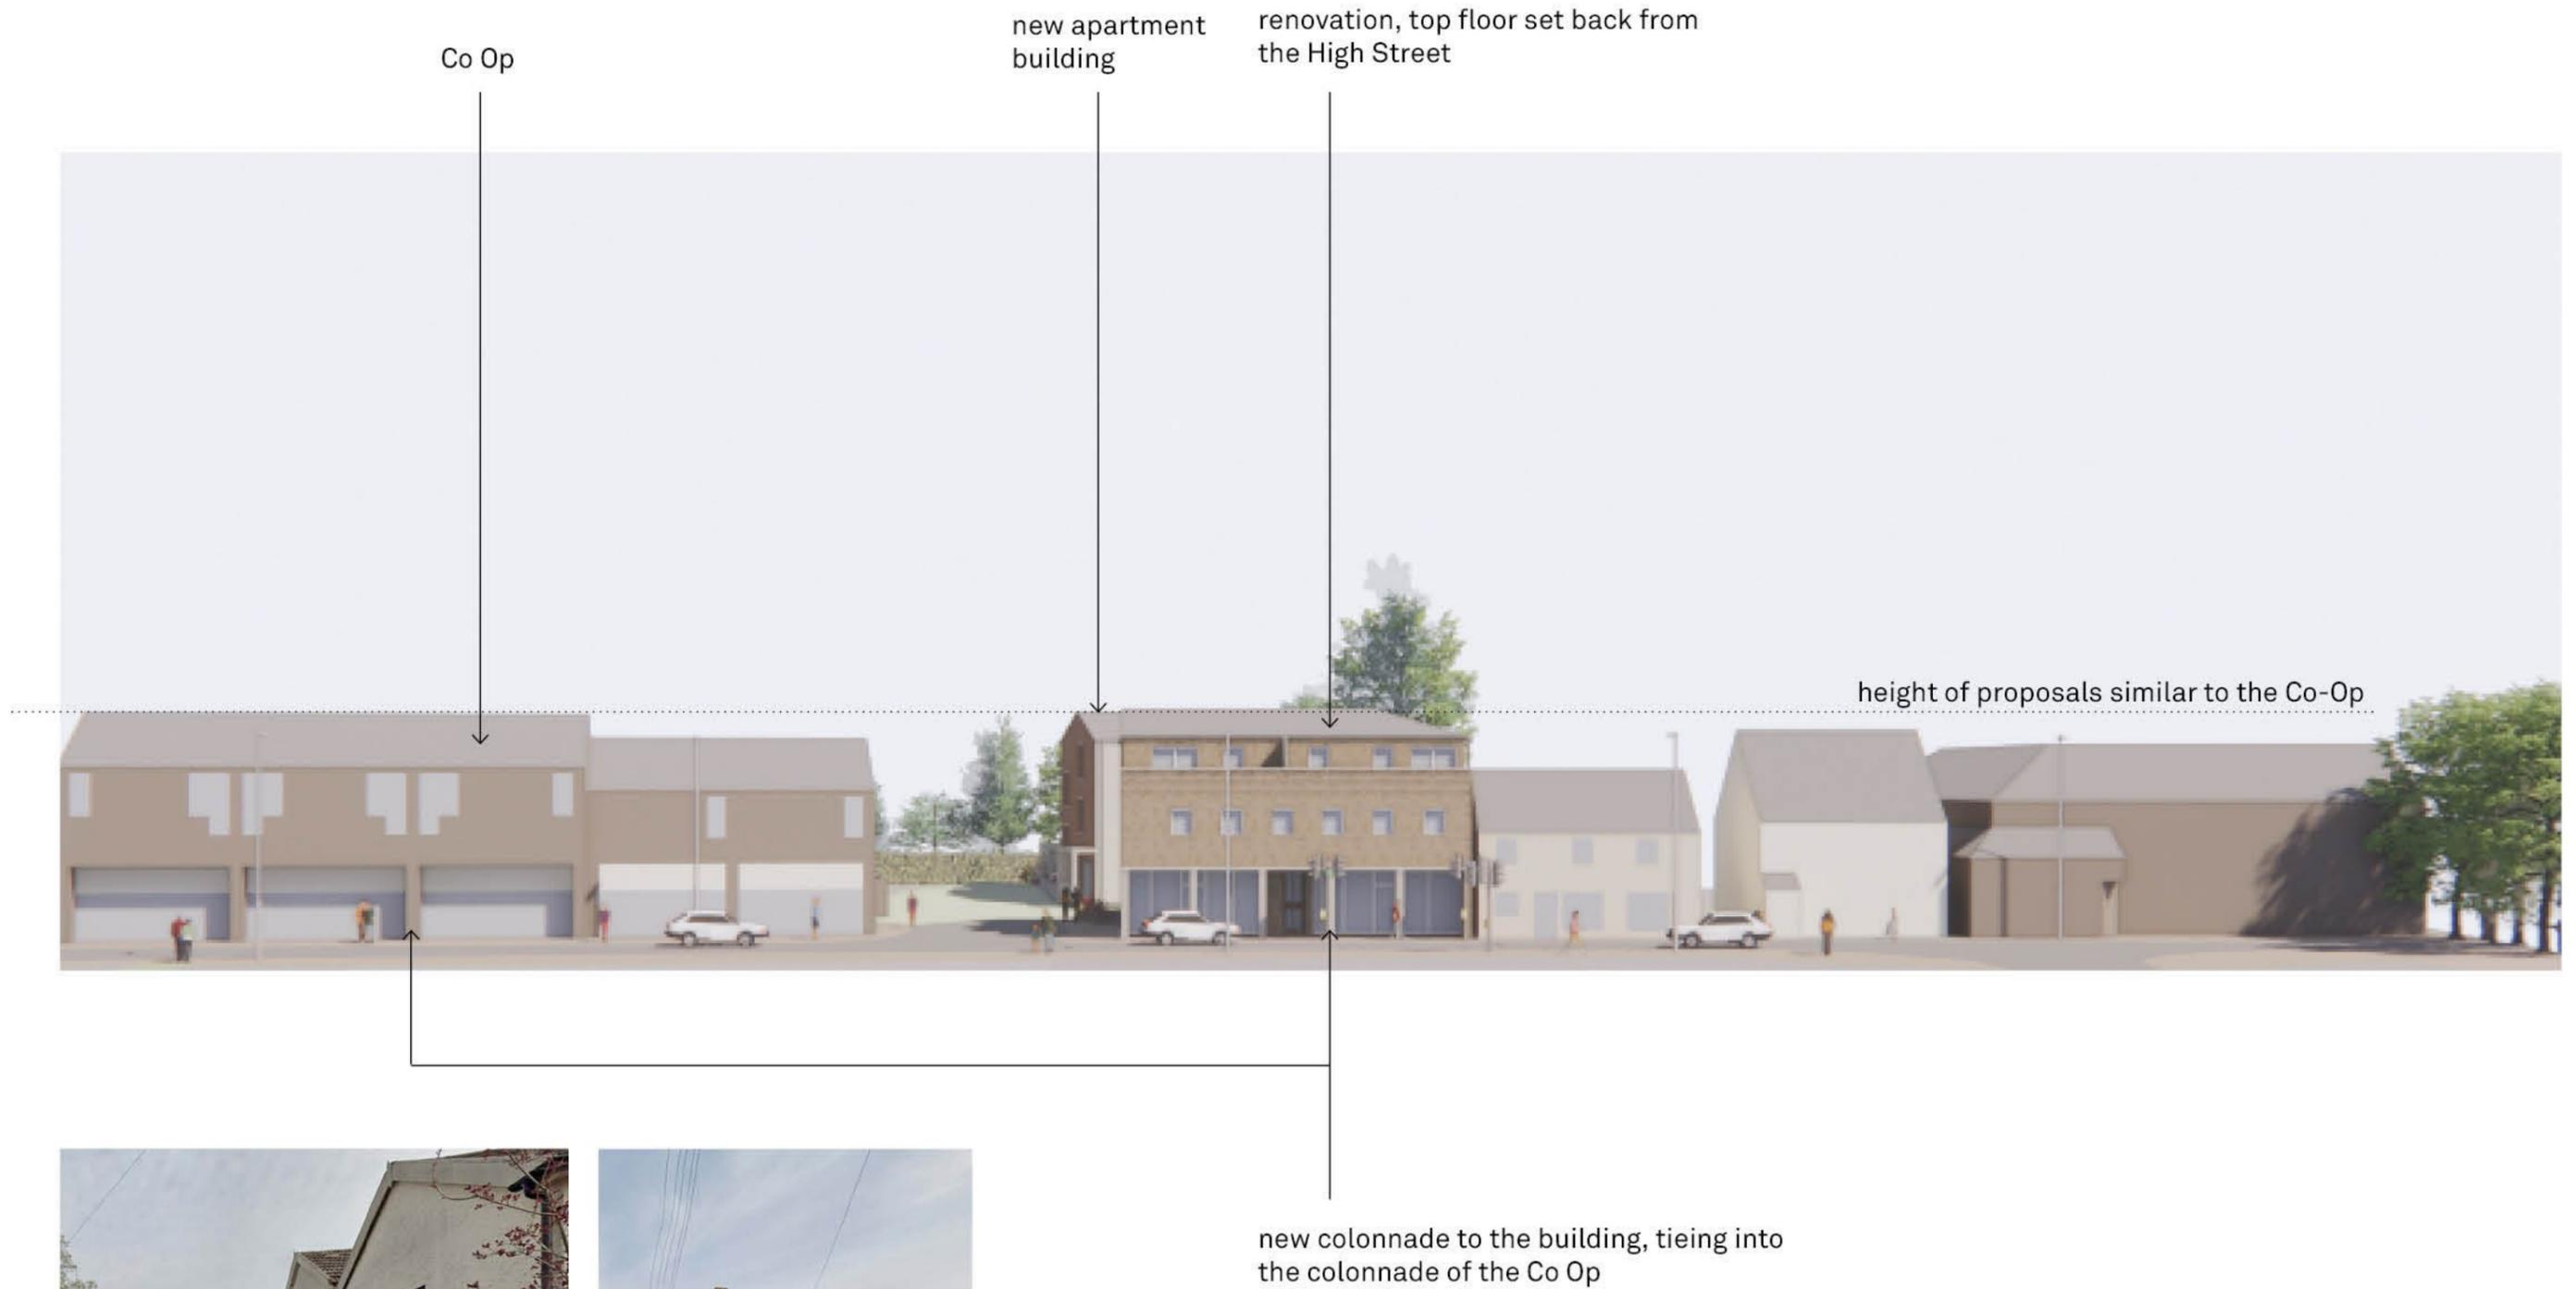 Co Op
new apartment
building
renovation, top floor set back from
the High Street
height of proposals similar to the Co-Op
new colonnade to the building, tieing into
the colonnade of the Co Op